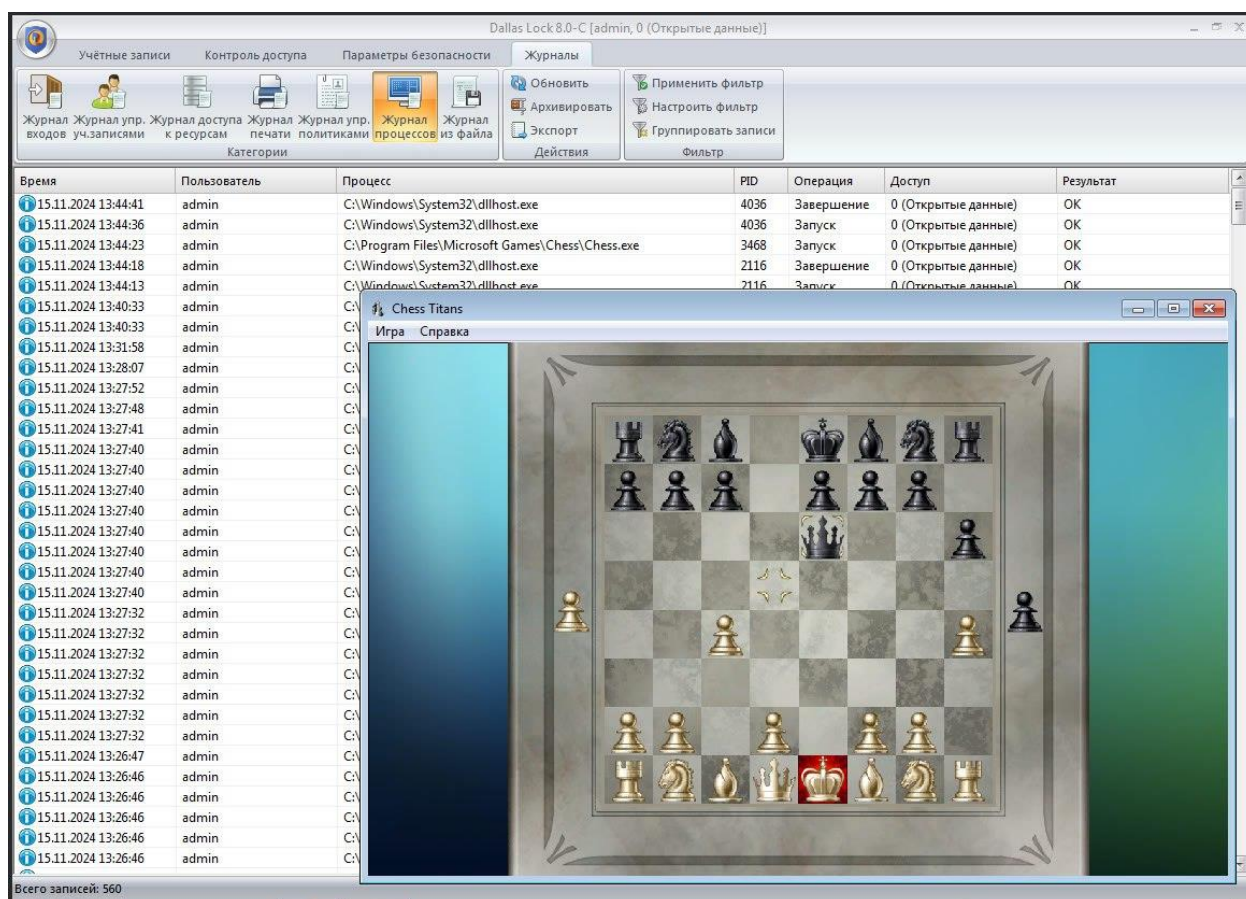 Dallas Lock 8.0-C [admin, 0 (Открытые данные)]
Учётные записи Контроль доступа Параметры безопасности Журналы
Журнал входов
Журнал упр. уч.записями
Журнал доступа к ресурсам
Журнал печати
Журнал упр. политиками
Журнал процессов
Журнал из файла
Категории
Обновить
Архивировать
Экспорт
Действия
Применить фильтр
Настроить фильтр
Группировать записи
Фильтр
Время Пользователь Процесс PID Операция Доступ Результат
15.11.2024 13:44:41 admin C:\Windows\System32\dllhost.exe 4036 Завершение 0 (Открытые данные) OK
15.11.2024 13:44:36 admin C:\Windows\System32\dllhost.exe 4036 Запуск 0 (Открытые данные) OK
15.11.2024 13:44:23 admin C:\Program Files\Microsoft Games\Chess\Chess.exe 3468 Запуск 0 (Открытые данные) OK
15.11.2024 13:44:18 admin C:\Windows\System32\dllhost.exe 2116 Завершение 0 (Открытые данные) OK
15.11.2024 13:44:13 admin C:\Windows\System32\dllhost.exe 2116 Запуск 0 (Открытые данные) OK
15.11.2024 13:40:33 admin C:\
15.11.2024 13:40:33 admin C:\
15.11.2024 13:31:58 admin C:\
15.11.2024 13:28:07 admin C:\
15.11.2024 13:27:52 admin C:\
15.11.2024 13:27:48 admin C:\
15.11.2024 13:27:41 admin C:\
15.11.2024 13:27:40 admin C:\
15.11.2024 13:27:40 admin C:\
15.11.2024 13:27:40 admin C:\
15.11.2024 13:27:40 admin C:\
15.11.2024 13:27:40 admin C:\
15.11.2024 13:27:40 admin C:\
15.11.2024 13:27:40 admin C:\
15.11.2024 13:27:40 admin C:\
15.11.2024 13:27:32 admin C:\
15.11.2024 13:27:32 admin C:\
15.11.2024 13:27:32 admin C:\
15.11.2024 13:27:32 admin C:\
15.11.2024 13:27:32 admin C:\
15.11.2024 13:27:32 admin C:\
15.11.2024 13:27:32 admin C:\
15.11.2024 13:26:47 admin C:\
15.11.2024 13:26:46 admin C:\
15.11.2024 13:26:46 admin C:\
15.11.2024 13:26:46 admin C:\
15.11.2024 13:26:46 admin C:\
15.11.2024 13:26:46 admin C:\
Chess Titans
Игра Справка
Всего записей: 560